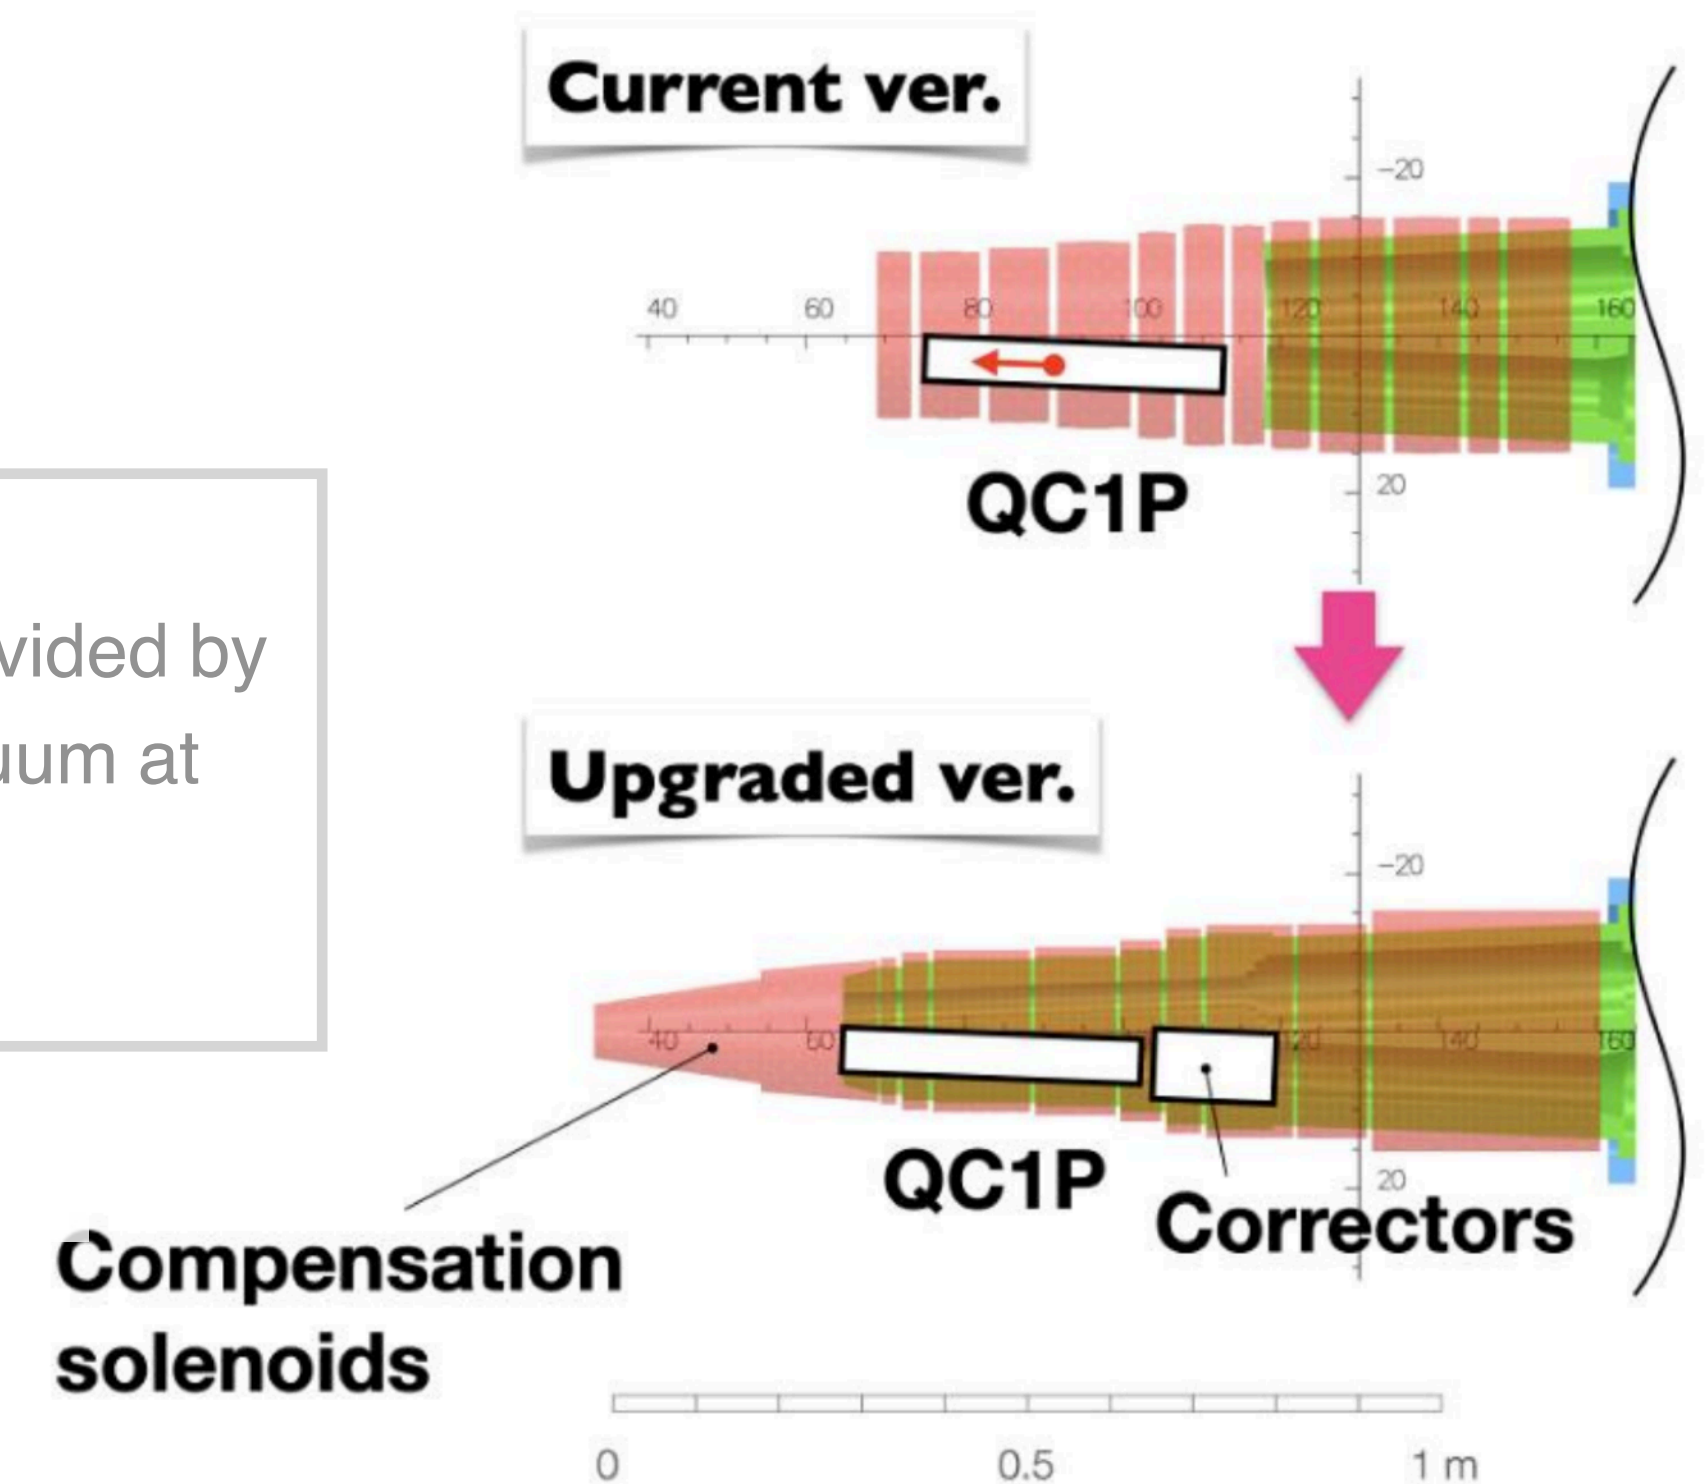 Current ver.
-20
40 60 80 100 120 140 160
20
QC1P
vided by
uum at
Upgraded ver.
-20
40 60 120 140 160
20
QC1P
Correctors
Compensation
solenoids
0 0.5 1 m